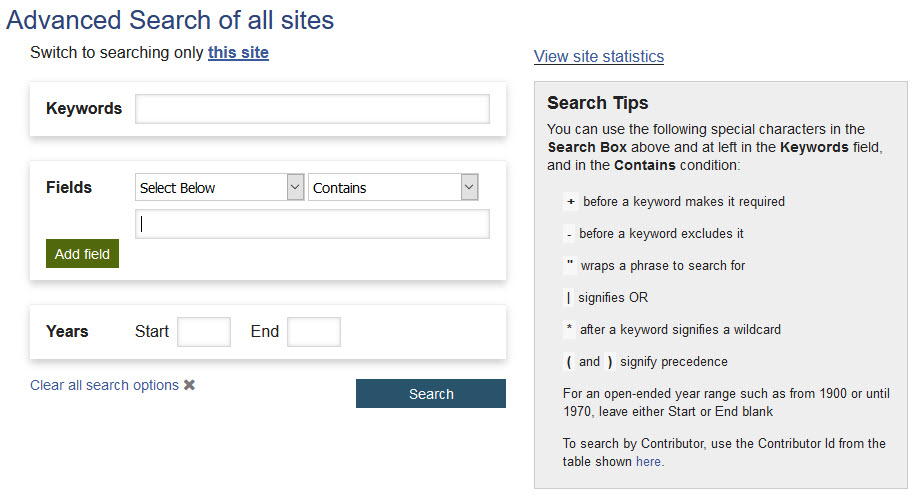 Advanced Search of all sites
Switch to searching only this site
Keywords
Fields
Select Below
Contains
Add field
Years
Start
End
Clear all search options ✖
Search
View site statistics
Search Tips
You can use the following special characters in the
Search Box above and at left in the Keywords field,
and in the Contains condition:
+ before a keyword makes it required
- before a keyword excludes it
" wraps a phrase to search for
| signifies OR
* after a keyword signifies a wildcard
( and ) signify precedence
For an open-ended year range such as from 1900 or until
1970, leave either Start or End blank
To search by Contributor, use the Contributor Id from the
table shown here.